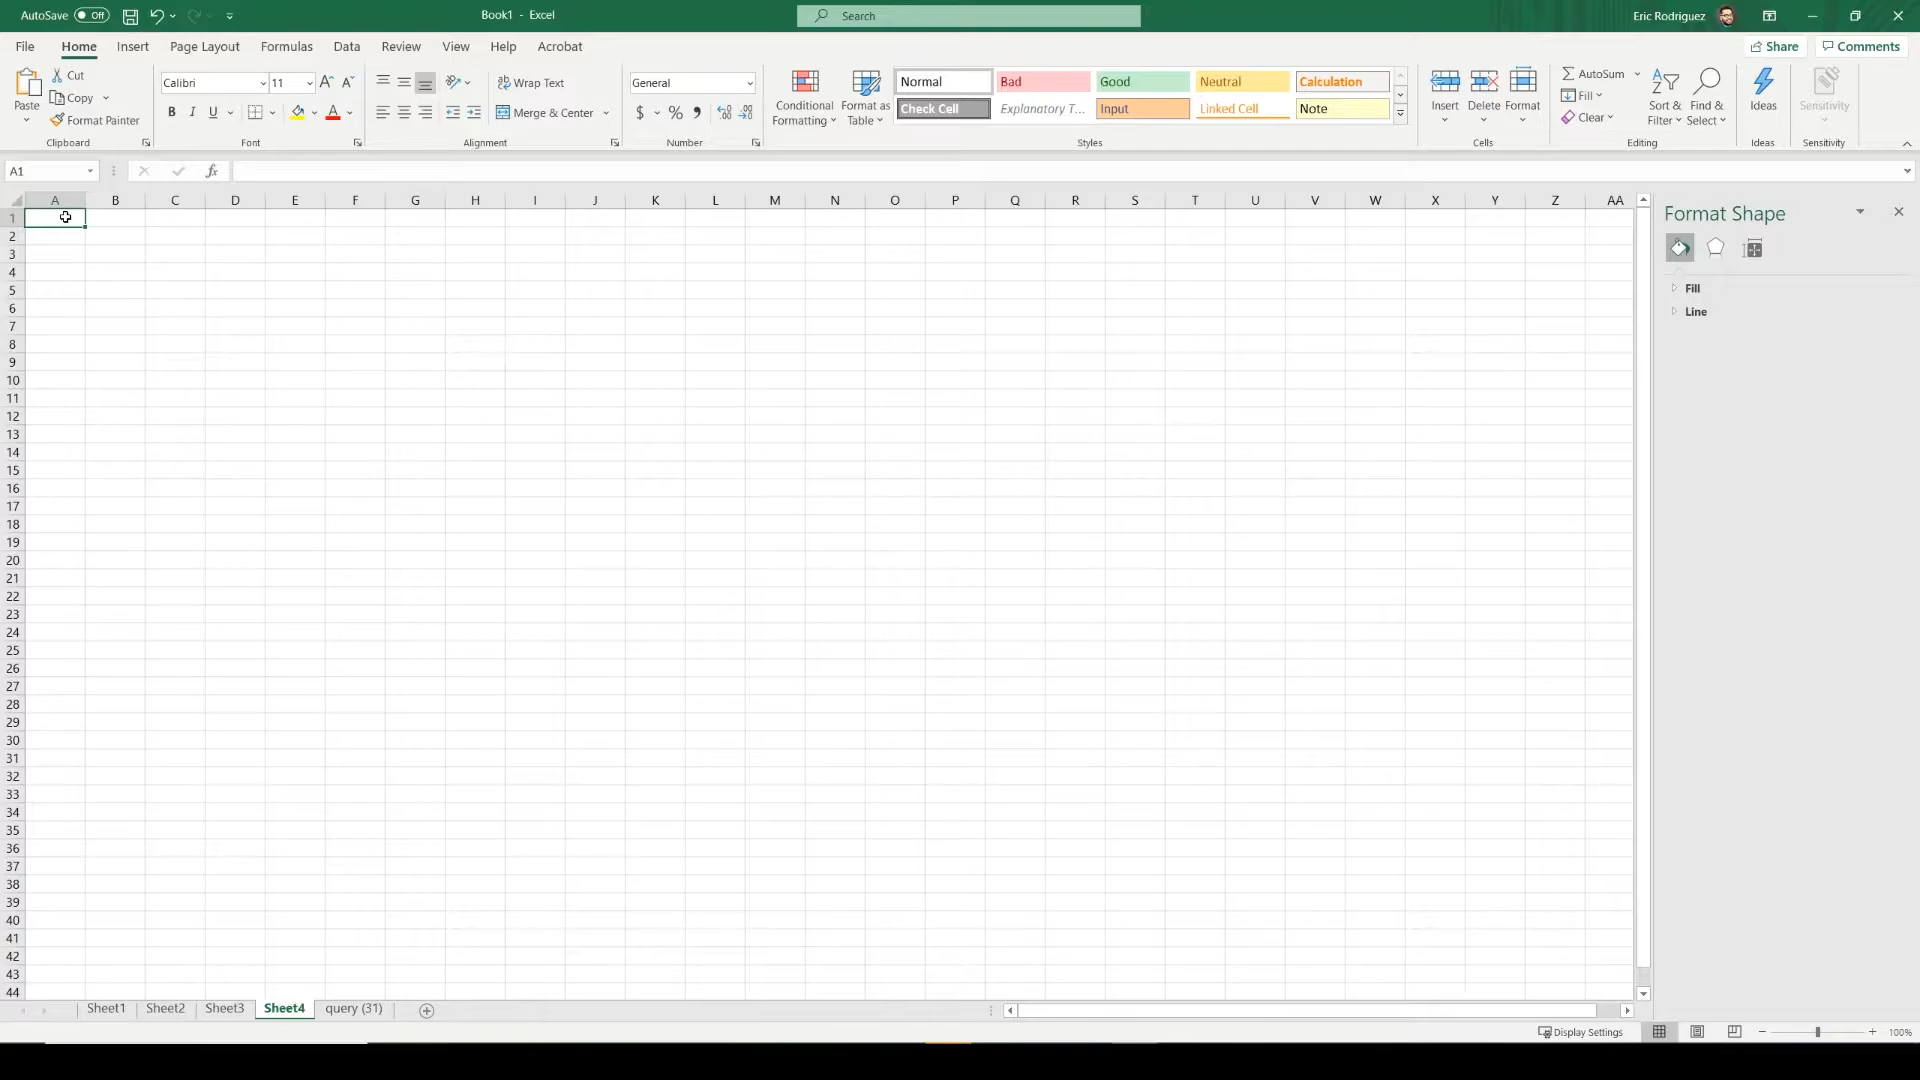 AutoSave Off Book1 - Excel Search Eric Rodriguez
File Home Insert Page Layout Formulas Data Review View Help Acrobat Share Comments
Paste
Cut
Copy
Format Painter
Clipboard
Calibri 11 A A
B I U A
Font
Wrap Text
Merge & Center
Alignment
General
$ % 9
Number
Conditional
Formatting
Format as
Table
Normal Bad Good Neutral Calculation
Check Cell Explanatory T... Input Linked Cell Note
Styles
Insert Delete Format
Cells
AutoSum
Fill
Clear
Sort &
Filter
Find &
Select
Editing
Ideas
Ideas
Sensitivity
Sensitivity
A1 fx
A B C D E F G H I J K L M N O P Q R S T U V W X Y Z AA
1
2
3
4
5
6
7
8
9
10
11
12
13
14
15
16
17
18
19
20
21
22
23
24
25
26
27
28
29
30
31
32
33
34
35
36
37
38
39
40
41
42
43
44
Format Shape
Fill
Line
Sheet1 Sheet2 Sheet3 Sheet4 query (31)
Display Settings 100%